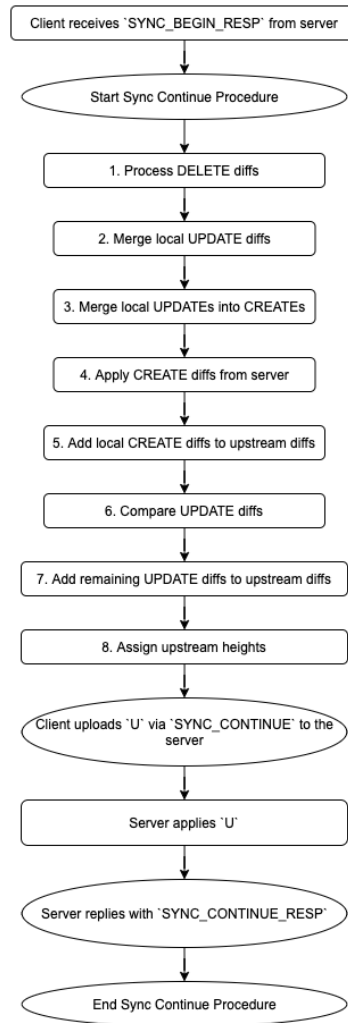 Client receives `SYNC_BEGIN_RESP` from server
Start Sync Continue Procedure
1. Process DELETE diffs
2. Merge local UPDATE diffs
3. Merge local UPDATEs into CREATEs
4. Apply CREATE diffs from server
5. Add local CREATE diffs to upstream diffs
6. Compare UPDATE diffs
7. Add remaining UPDATE diffs to upstream diffs
8. Assign upstream heights
Client uploads `U` via `SYNC_CONTINUE` to the
server
Server applies `U`
Server replies with `SYNC_CONTINUE_RESP`
End Sync Continue Procedure